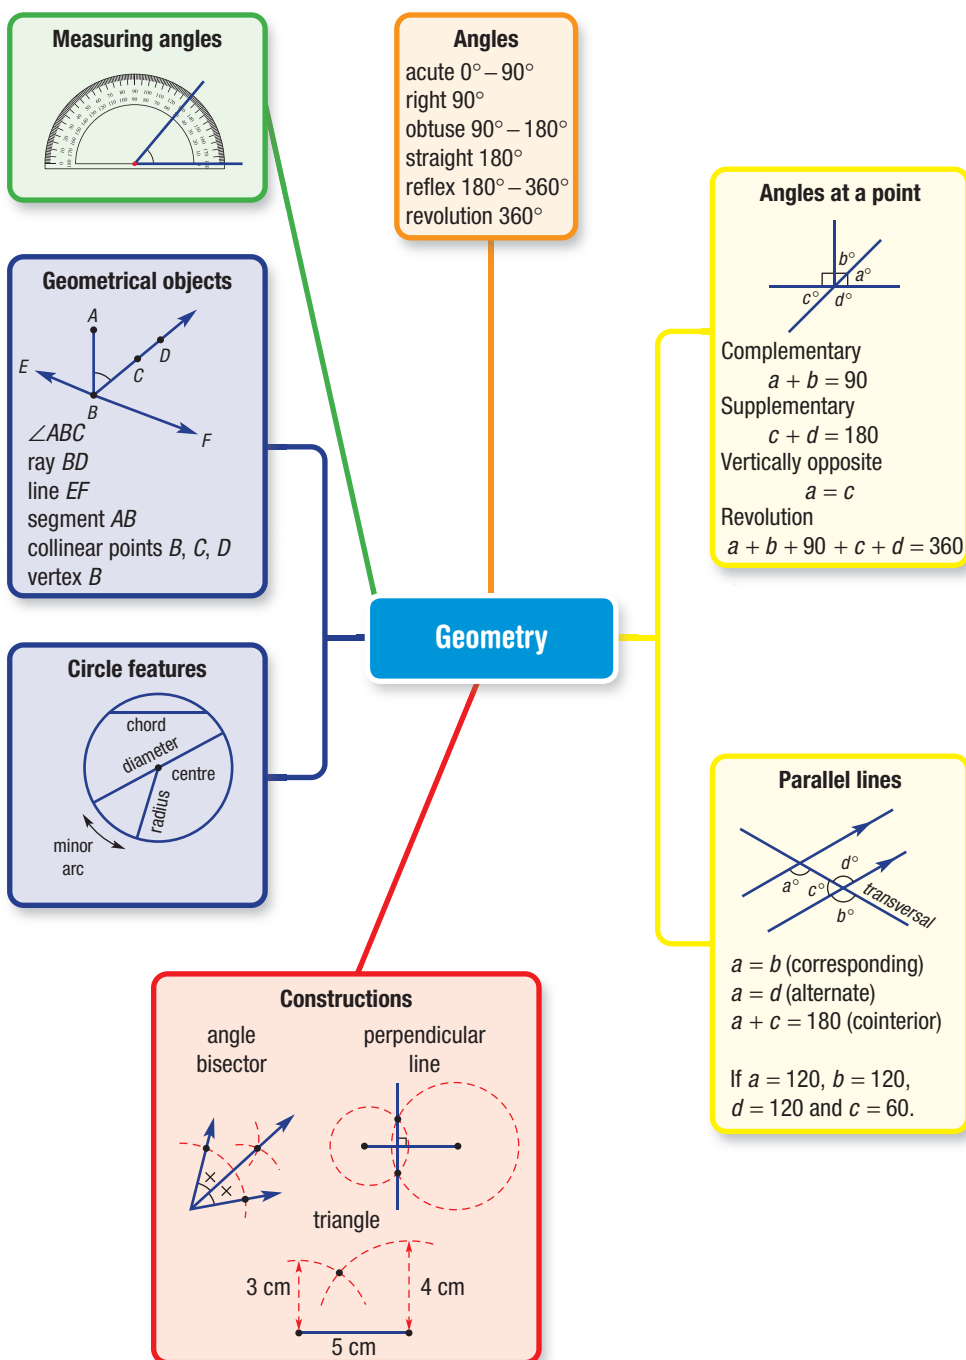 Measuring angles
Angles
acute 0° – 90°
right 90°
obtuse 90° – 180°
straight 180°
reflex 180° – 360°
revolution 360°
Angles at a point
b°
a°
c° d°
Complementary
a + b = 90
Supplementary
c + d = 180
Vertically opposite
a = c
Revolution
a + b + 90 + c + d = 360
Geometrical objects
A
D
E
C
B
F
∠ABC
ray BD
line EF
segment AB
collinear points B, C, D
vertex B
Geometry
Circle features
chord
diameter
centre
radius
minor
arc
Parallel lines
d°
a° c°
b°
transversal
a = b (corresponding)
a = d (alternate)
a + c = 180 (cointerior)
If a = 120, b = 120,
d = 120 and c = 60.
Constructions
angle
bisector
perpendicular
line
×
×
triangle
3 cm
4 cm
5 cm